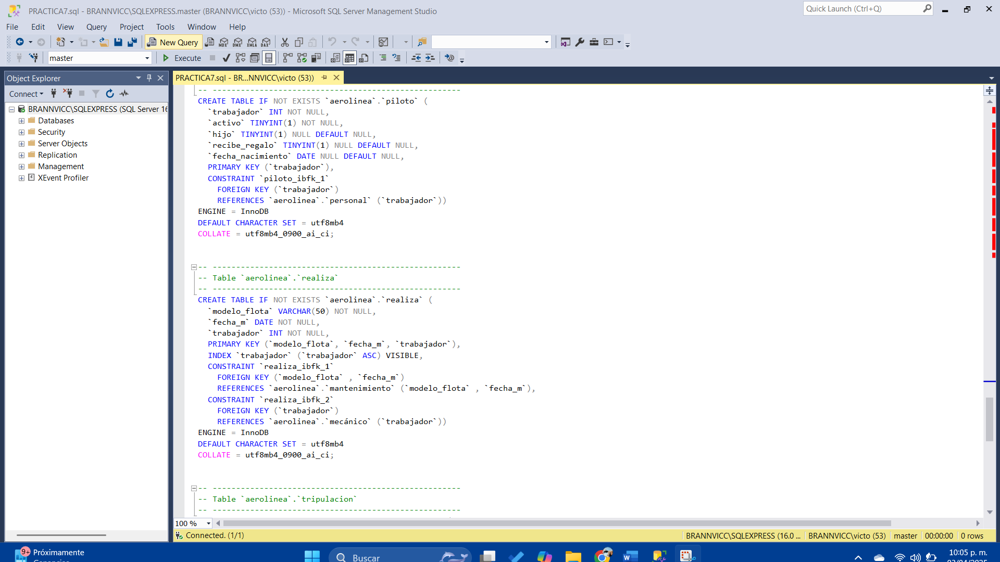 PRACTICA7.sql - BRANNVICC\SQLEXPRESS.master (BRANNVICC\victo (53)) - Microsoft SQL Server Management Studio
Quick Launch (Ctrl+Q)
File Edit View Query Project Tools Window Help
New Query
MDX DMX XMLA DAX
master
Execute
Object Explorer
PRACTICA7.sql - BR...NNVICC\victo (53))
Connect
BRANNVICC\SQLEXPRESS (SQL Server 16
Databases
Security
Server Objects
Replication
Management
XEvent Profiler
-- -----------------------------------------------------
CREATE TABLE IF NOT EXISTS `aerolinea`.`piloto` (
`trabajador` INT NOT NULL,
`activo` TINYINT(1) NOT NULL,
`hijo` TINYINT(1) NULL DEFAULT NULL,
`recibe_regalo` TINYINT(1) NULL DEFAULT NULL,
`fecha_nacimiento` DATE NULL DEFAULT NULL,
PRIMARY KEY (`trabajador`),
CONSTRAINT `piloto_ibfk_1`
FOREIGN KEY (`trabajador`)
REFERENCES `aerolinea`.`personal` (`trabajador`))
ENGINE = InnoDB
DEFAULT CHARACTER SET = utf8mb4
COLLATE = utf8mb4_0900_ai_ci;
-- -----------------------------------------------------
-- Table `aerolinea`.`realiza`
-- -----------------------------------------------------
CREATE TABLE IF NOT EXISTS `aerolinea`.`realiza` (
`modelo_flota` VARCHAR(50) NOT NULL,
`fecha_m` DATE NOT NULL,
`trabajador` INT NOT NULL,
PRIMARY KEY (`modelo_flota`, `fecha_m`, `trabajador`),
INDEX `trabajador` (`trabajador` ASC) VISIBLE,
CONSTRAINT `realiza_ibfk_1`
FOREIGN KEY (`modelo_flota` , `fecha_m`)
REFERENCES `aerolinea`.`mantenimiento` (`modelo_flota` , `fecha_m`),
CONSTRAINT `realiza_ibfk_2`
FOREIGN KEY (`trabajador`)
REFERENCES `aerolinea`.`mecánico` (`trabajador`))
ENGINE = InnoDB
DEFAULT CHARACTER SET = utf8mb4
COLLATE = utf8mb4_0900_ai_ci;
-- -----------------------------------------------------
-- Table `aerolinea`.`tripulacion`
-- -----------------------------------------------------
100 %
Connected. (1/1)
BRANNVICC\SQLEXPRESS (16.0 ... BRANNVICC\victo (53) master 00:00:00 0 rows
9+ Próximamente
Buscar
10:05 p. m.